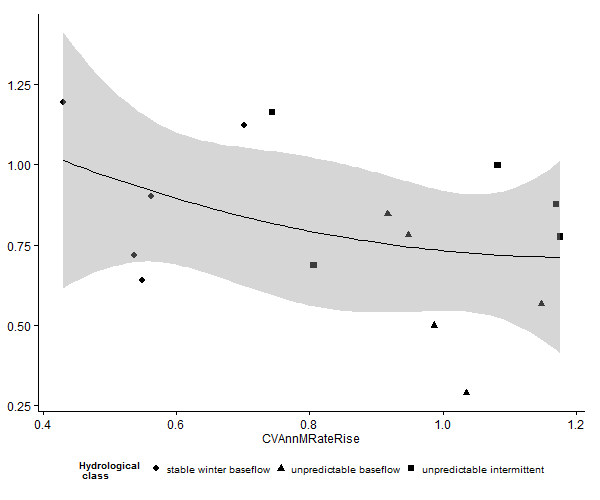 1.25
1.00
0.75
0.50
0.25
0.4 0.6 0.8 1.0 1.2
CVAnnMRateRise
Hydrological
class
stable winter baseflow unpredictable baseflow unpredictable intermittent